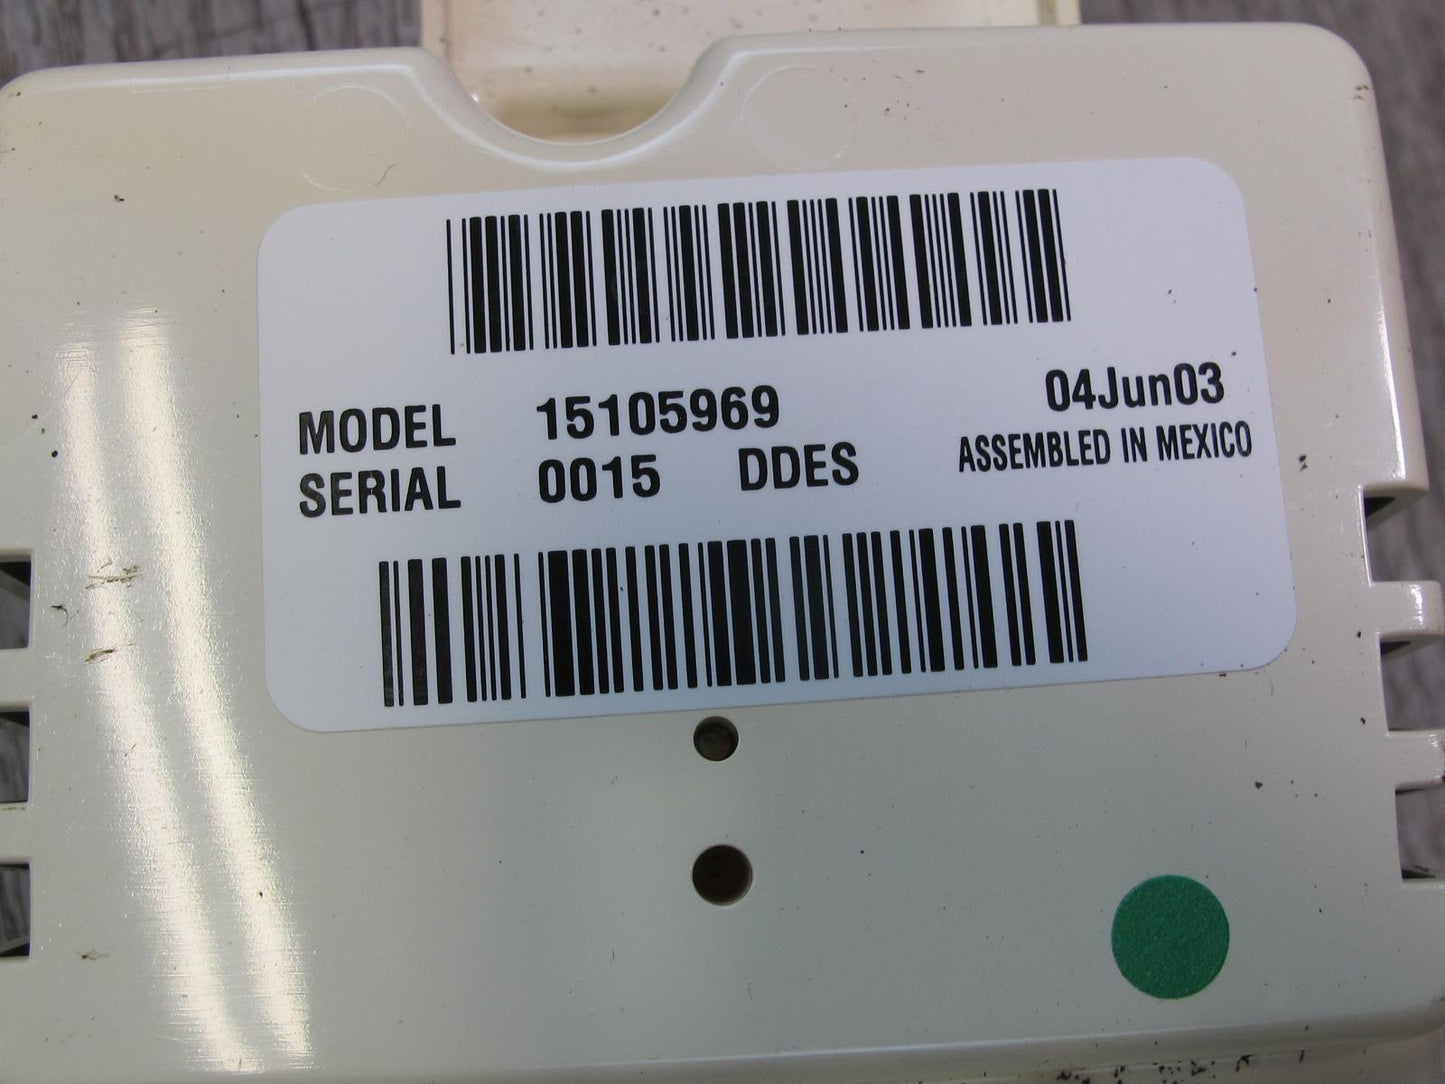 MODEL 15105969 04Jun03
SERIAL 0015 DDES ASSEMBLED IN MEXICO